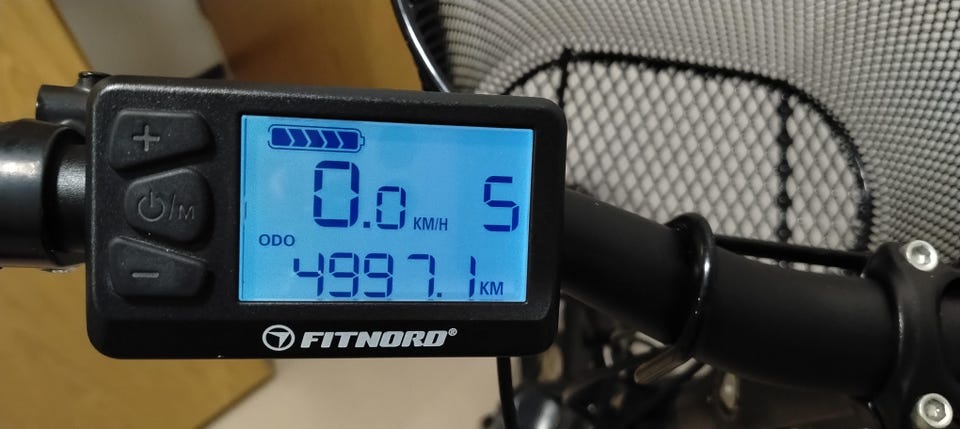 +
0.0 KM/H 5
⏻/M
ODO
4997.1 KM
−
FITNORD®